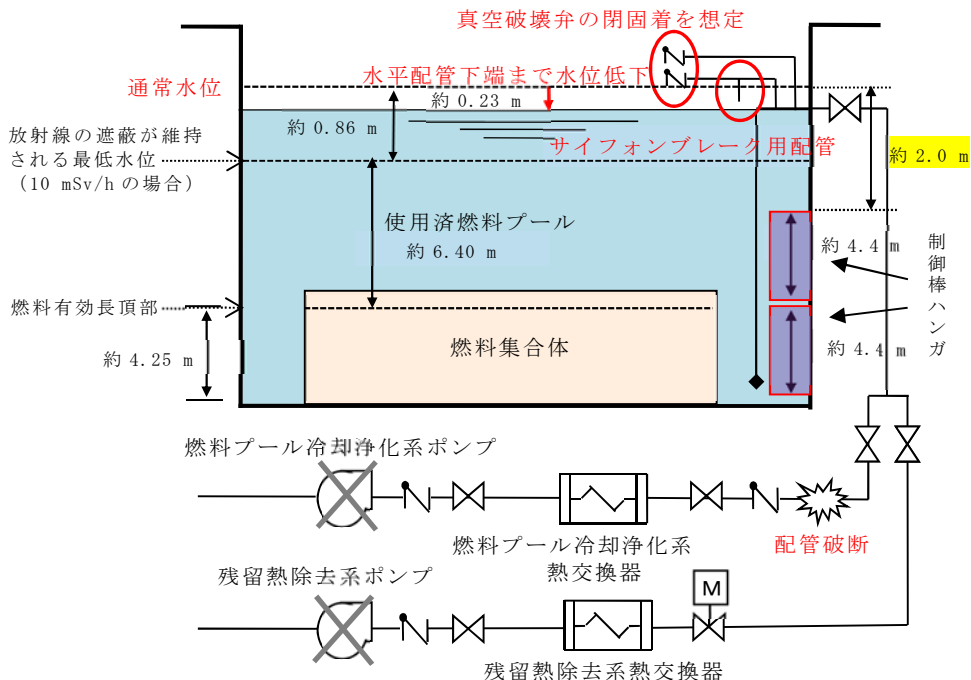 真空破壊弁の閉固着を想定
水平配管下端まで水位低下
通常水位
約 0.23 m
約 0.86 m
放射線の遮蔽が維持
される最低水位
（10 mSv/h の場合）
サイフォンブレーク用配管
約 2.0 m
使用済燃料プール
約 6.40 m
約 4.4 m
制御棒ハンガ
燃料有効長頂部
燃料集合体
約 4.4 m
約 4.25 m
燃料プール冷却浄化系ポンプ
燃料プール冷却浄化系
熱交換器
配管破断
残留熱除去系ポンプ
M
残留熱除去系熱交換器